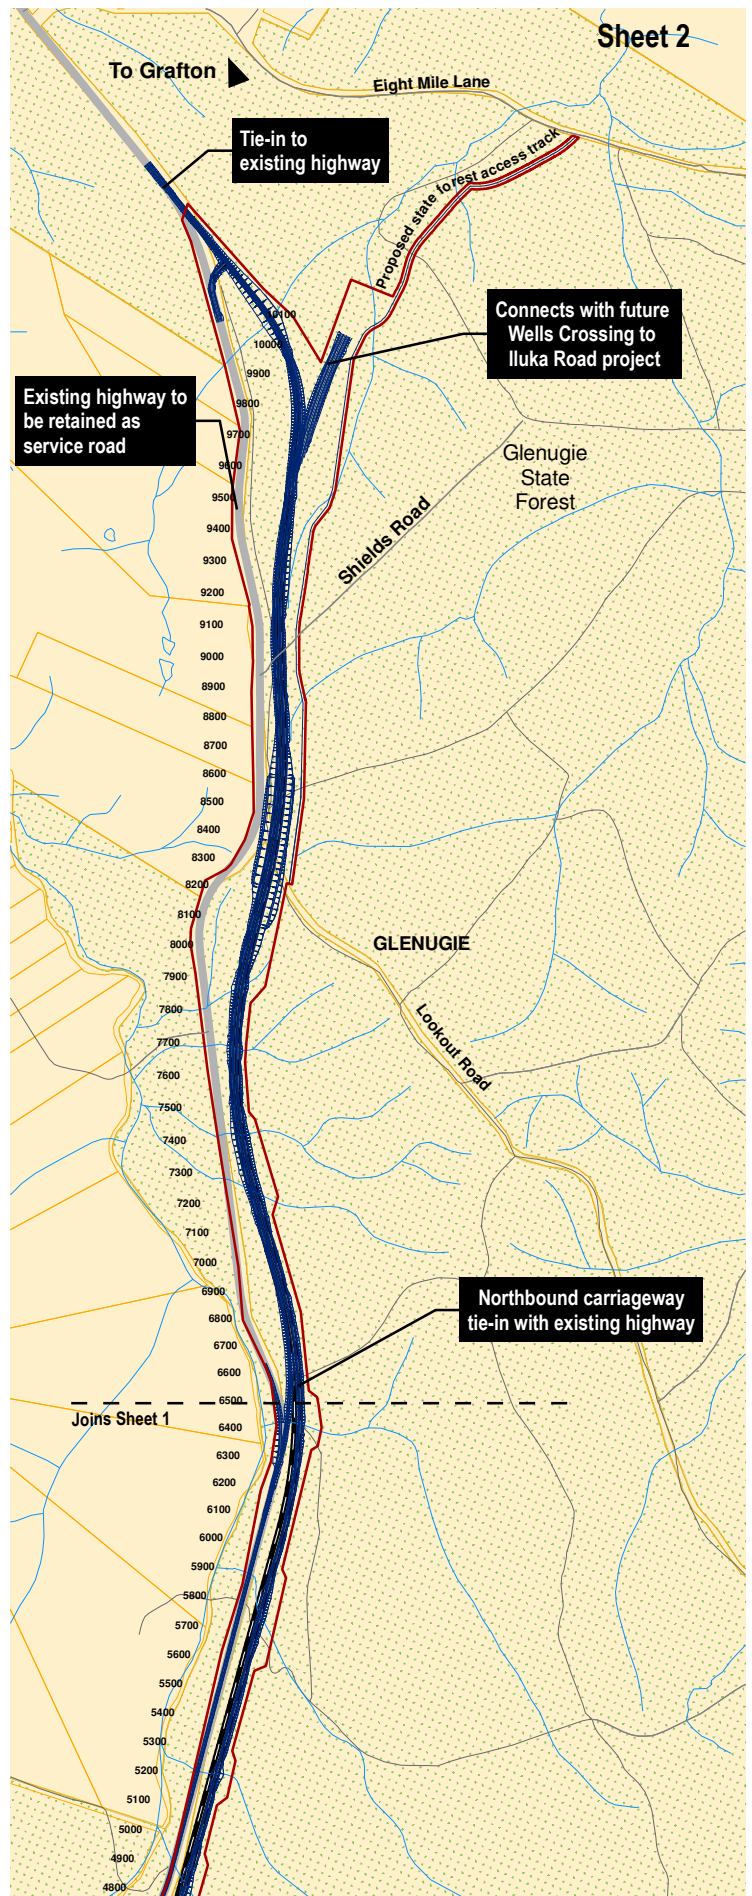 Sheet 2
To Grafton
Eight Mile Lane
Tie-in to
existing highway
Proposed state forest access track
Connects with future
Wells Crossing to
Iluka Road project
10100
10000
9900
Existing highway to
be retained as
service road
9800
9700
9600
9500
9400
9300
9200
9100
9000
8900
8800
8700
8600
8500
8400
8300
8200
8100
8000
7900
7800
7700
7600
7500
7400
7300
7200
7100
7000
6900
6800
6700
6600
6500
6400
6300
6200
6100
6000
5900
5800
5700
5600
5500
5400
5300
5200
5100
5000
4900
4800
Glenugie
State
Forest
Shields Road
GLENUGIE
Lookout Road
Northbound carriageway
tie-in with existing highway
Joins Sheet 1